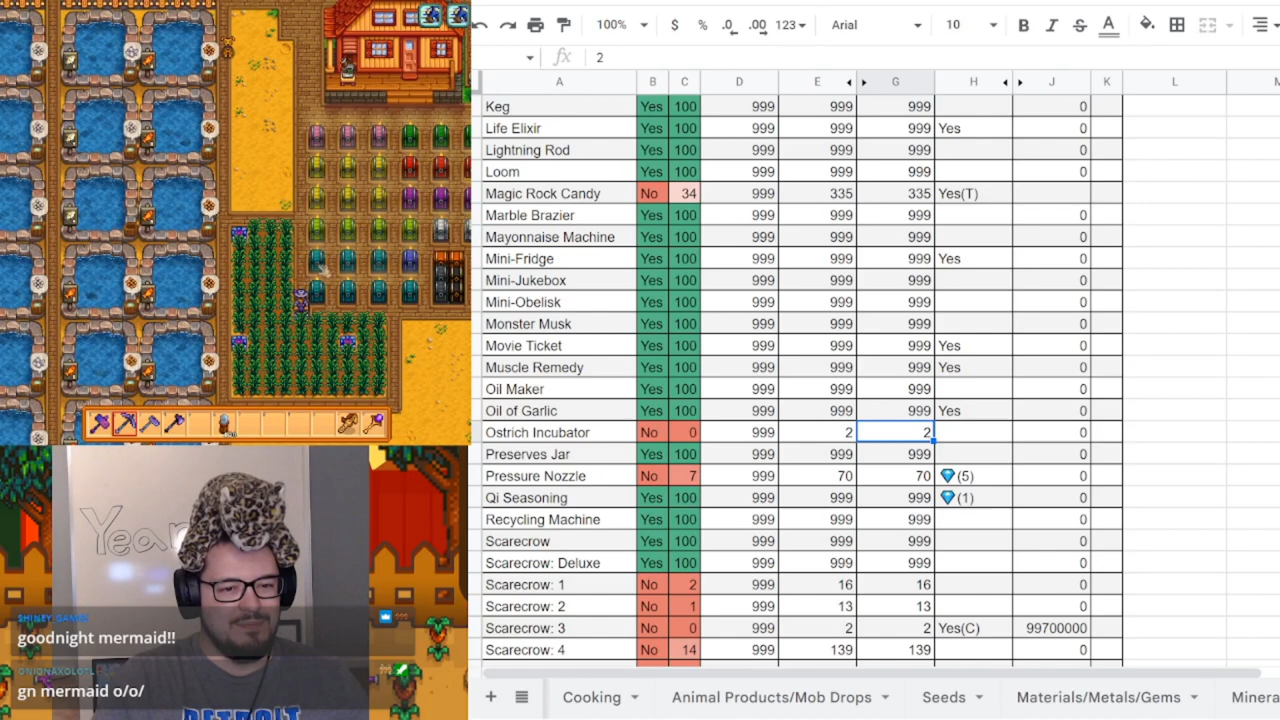 100% $ % .0 .00 123 Arial 10 B I S A
fx 2
A B C D E G H J K L
Keg Yes 100 999 999 999 0
Life Elixir Yes 100 999 999 999 Yes 0
Lightning Rod Yes 100 999 999 999 0
Loom Yes 100 999 999 999 0
Magic Rock Candy No 34 999 335 335 Yes(T)
Marble Brazier Yes 100 999 999 999 0
Mayonnaise Machine Yes 100 999 999 999 0
Mini-Fridge Yes 100 999 999 999 Yes 0
Mini-Jukebox Yes 100 999 999 999 0
Mini-Obelisk Yes 100 999 999 999 0
Monster Musk Yes 100 999 999 999 0
Movie Ticket Yes 100 999 999 999 Yes 0
Muscle Remedy Yes 100 999 999 999 Yes 0
Oil Maker Yes 100 999 999 999 0
Oil of Garlic Yes 100 999 999 999 Yes 0
Ostrich Incubator No 0 999 2 2 0
Preserves Jar Yes 100 999 999 999 0
Pressure Nozzle No 7 999 70 70 💎(5) 0
Qi Seasoning Yes 100 999 999 999 💎(1) 0
Recycling Machine Yes 100 999 999 999 0
Scarecrow Yes 100 999 999 999 0
Scarecrow: Deluxe Yes 100 999 999 999 0
Scarecrow: 1 No 2 999 16 16 0
Scarecrow: 2 No 1 999 13 13 0
Scarecrow: 3 No 0 999 2 2 Yes(C) 99700000
Scarecrow: 4 No 14 999 139 139 0
Cooking Animal Products/Mob Drops Seeds Materials/Metals/Gems Minera
Year
goodnight mermaid!!
gn mermaid o/o/
DETROIT